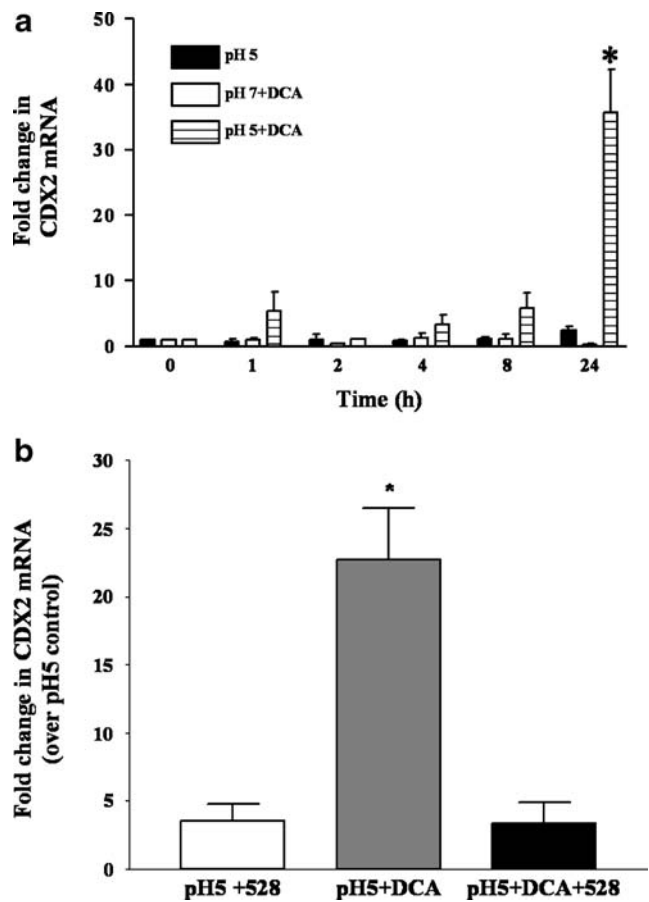 a
Fold change in
CDX2 mRNA
50
40
30
20
10
0
pH 5
pH 7+DCA
pH 5+DCA
*
0 1 2 4 8 24
Time (h)
b
Fold change in CDX2 mRNA
(over pH5 control)
30
25
20
15
10
5
0
*
pH5 +528 pH5+DCA pH5+DCA+528